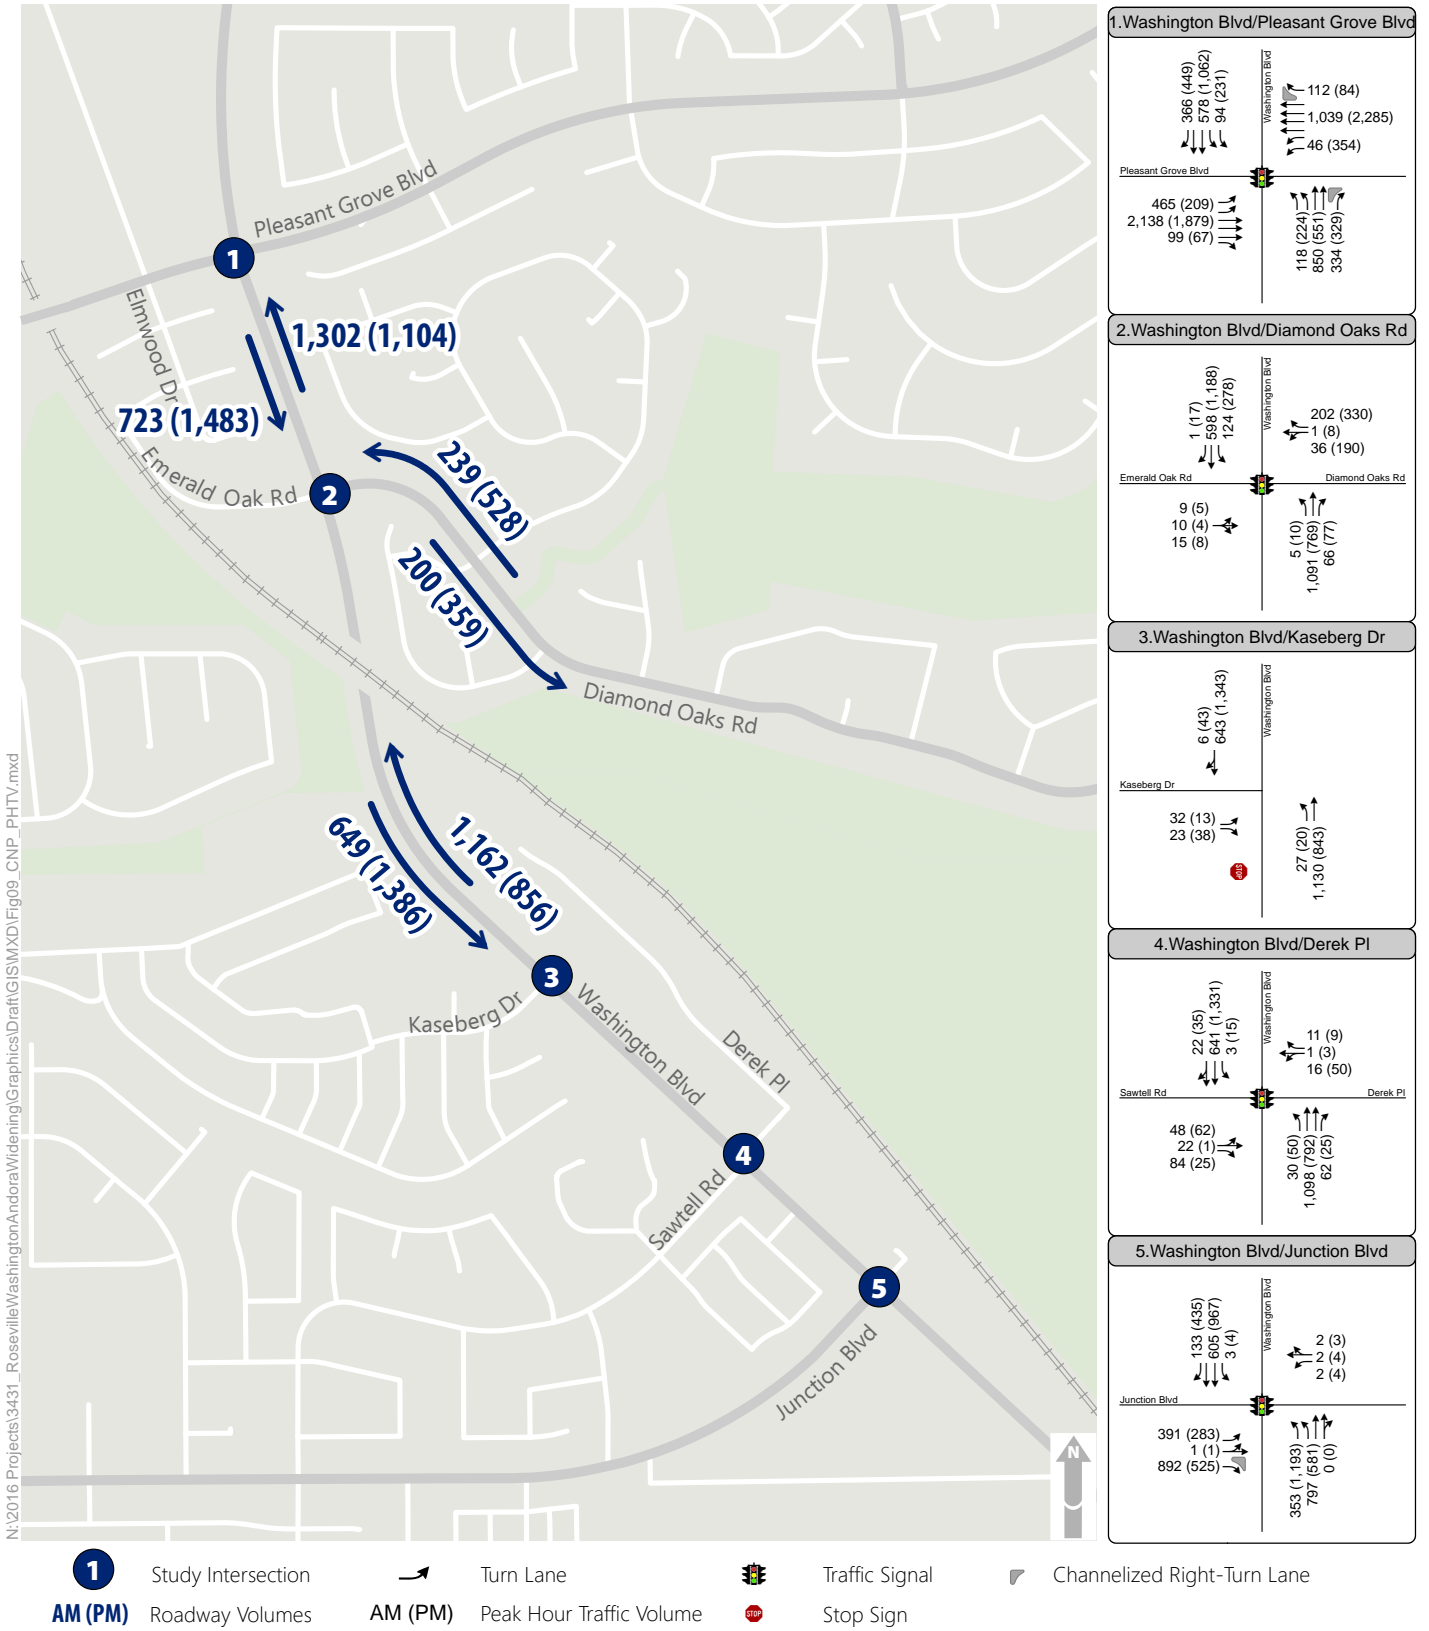 Pleasant Grove Blvd
1
Elmwood Dr
1,302 (1,104)
723 (1,483)
Emerald Oak Rd
2
239 (528)
200 (359)
Diamond Oaks Rd
649 (1,386)
1,162 (856)
3
Kaseberg Dr
Washington Blvd
Derek Pl
4
Sawtell Rd
5
Junction Blvd
N
N:\2016 Projects\3431_RosevilleWashingtonAndoraWidening\Graphics\Draft\GIS\MXD\Fig09_CNP_PHTV.mxd
1.Washington Blvd/Pleasant Grove Blvd
366 (449)
578 (1,062)
94 (231)
Washington Blvd
112 (84)
1,039 (2,285)
46 (354)
Pleasant Grove Blvd
465 (209)
2,138 (1,879)
99 (67)
118 (224)
850 (551)
334 (329)
2.Washington Blvd/Diamond Oaks Rd
1 (17)
598 (1,188)
124 (278)
Washington Blvd
202 (330)
1 (8)
36 (190)
Emerald Oak Rd
Diamond Oaks Rd
9 (5)
10 (4)
15 (8)
5 (10)
1,091 (769)
66 (77)
3.Washington Blvd/Kaseberg Dr
6 (43)
643 (1,343)
Washington Blvd
Kaseberg Dr
32 (13)
23 (38)
STOP
27 (20)
1,130 (843)
4.Washington Blvd/Derek Pl
22 (35)
641 (1,331)
3 (15)
Washington Blvd
11 (9)
1 (3)
16 (50)
Sawtell Rd
Derek Pl
48 (62)
22 (1)
84 (25)
30 (50)
1,098 (792)
62 (25)
5.Washington Blvd/Junction Blvd
133 (435)
605 (967)
3 (4)
Washington Blvd
2 (3)
2 (4)
2 (4)
Junction Blvd
391 (283)
1 (1)
892 (525)
353 (1,193)
797 (581)
0 (0)
1 Study Intersection
Turn Lane
Traffic Signal
Channelized Right-Turn Lane
AM (PM) Roadway Volumes
AM (PM) Peak Hour Traffic Volume
STOP Stop Sign